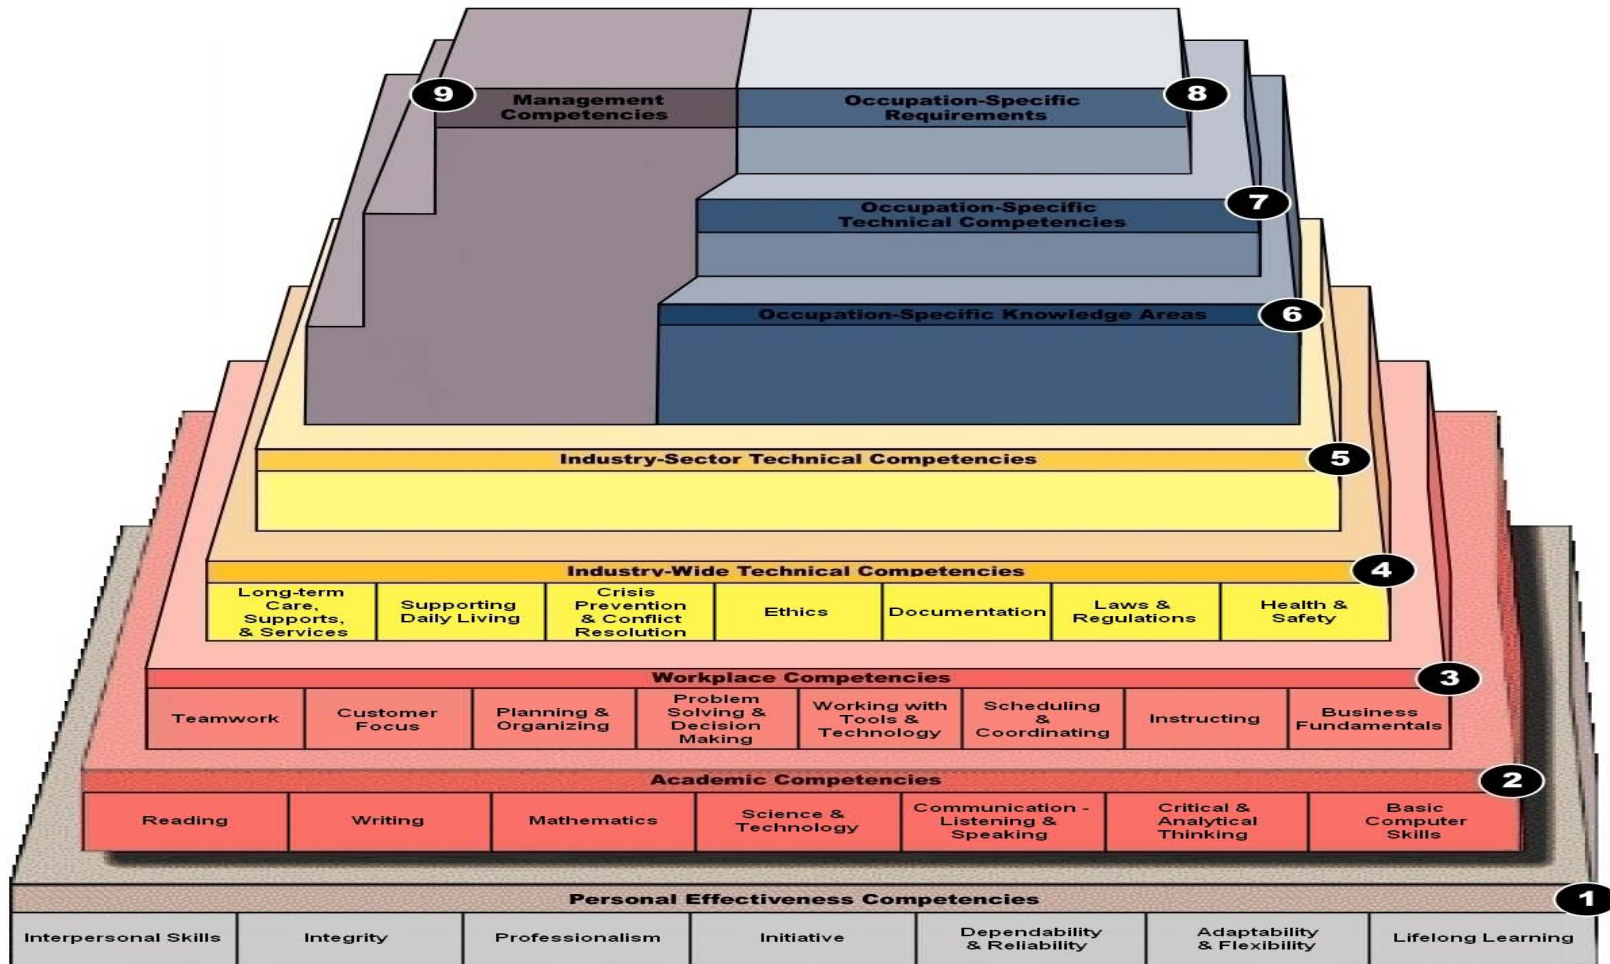 9
Management
Competencies
Occupation-Specific
Requirements
8
Occupation-Specific
Technical Competencies
7
Occupation-Specific Knowledge Areas
6
Industry-Sector Technical Competencies
5
Industry-Wide Technical Competencies
4
Long-term
Care,
Supports,
& Services
Supporting
Daily Living
Crisis
Prevention
& Conflict
Resolution
Ethics
Documentation
Laws &
Regulations
Health &
Safety
Workplace Competencies
3
Teamwork
Customer
Focus
Planning &
Organizing
Problem
Solving &
Decision
Making
Working with
Tools &
Technology
Scheduling
&
Coordinating
Instructing
Business
Fundamentals
Academic Competencies
2
Reading
Writing
Mathematics
Science &
Technology
Communication -
Listening &
Speaking
Critical &
Analytical
Thinking
Basic
Computer
Skills
Personal Effectiveness Competencies
1
Interpersonal Skills
Integrity
Professionalism
Initiative
Dependability
& Reliability
Adaptability
& Flexibility
Lifelong Learning